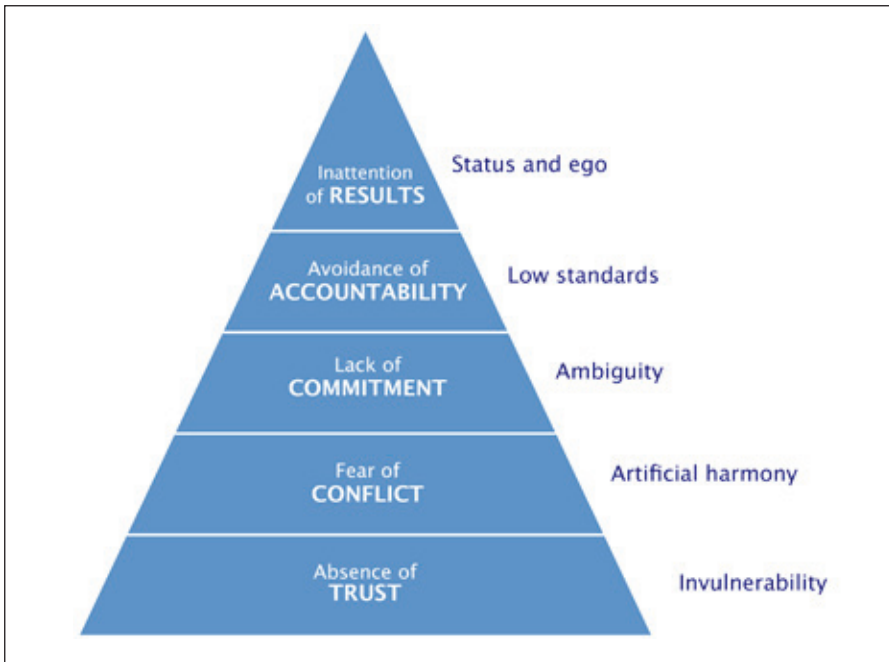 Inattention
of RESULTS
Status and ego
Avoidance of
ACCOUNTABILITY
Low standards
Lack of
COMMITMENT
Ambiguity
Fear of
CONFLICT
Artificial harmony
Absence of
TRUST
Invulnerability